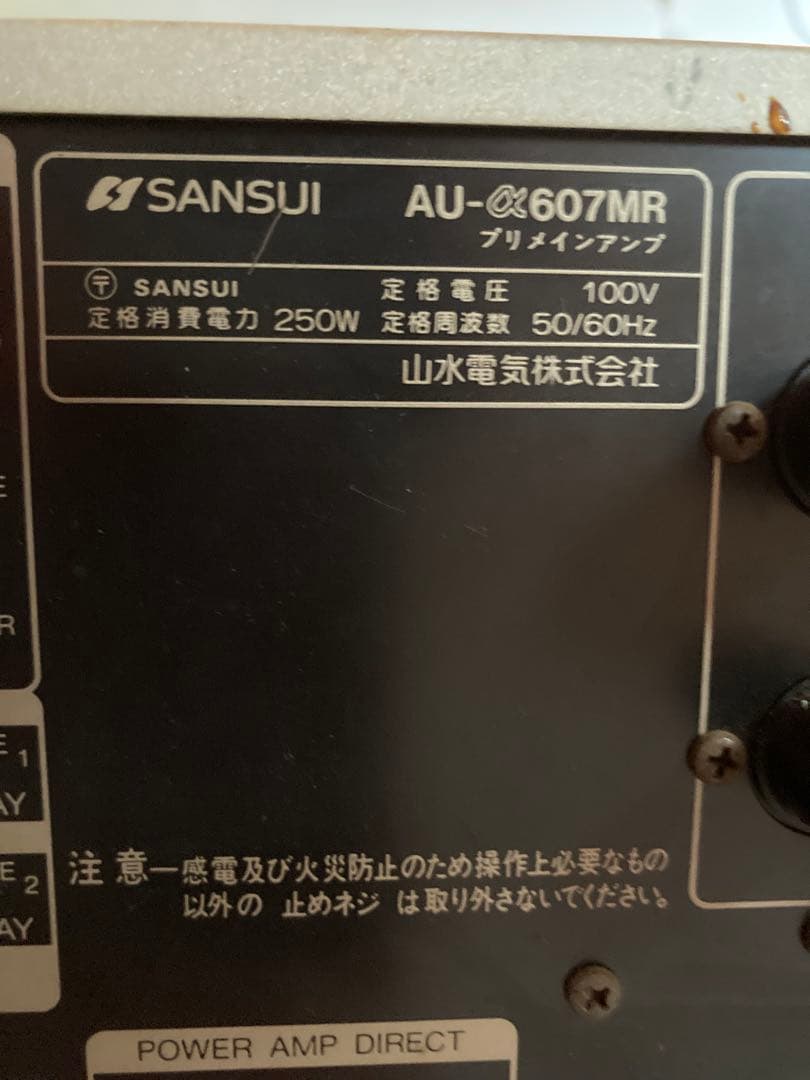 SANSUI AU-α607MR
プリメインアンプ
〒 SANSUI 定格電圧 100V
定格消費電力 250W 定格周波数 50/60Hz
山水電気株式会社
E
R
E 1
AY
注意—感電及び火災防止のため操作上必要なもの
E 2
以外の 止めネジ は取り外さないでください。
AY
POWER AMP DIRECT